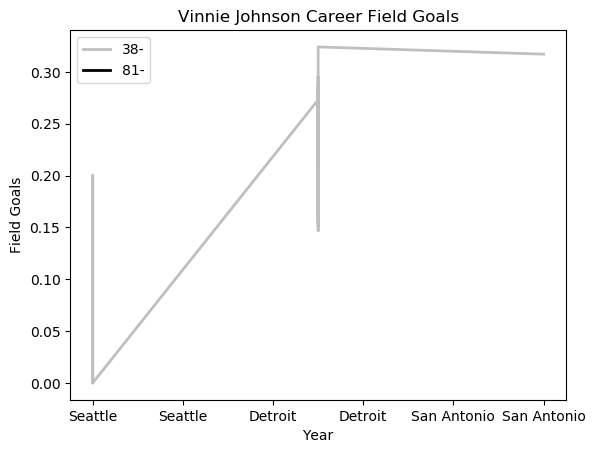 Vinnie Johnson Career Field Goals
38-
81-
Field Goals
0.30
0.25
0.20
0.15
0.10
0.05
0.00
Seattle Seattle Detroit Detroit San Antonio San Antonio
Year